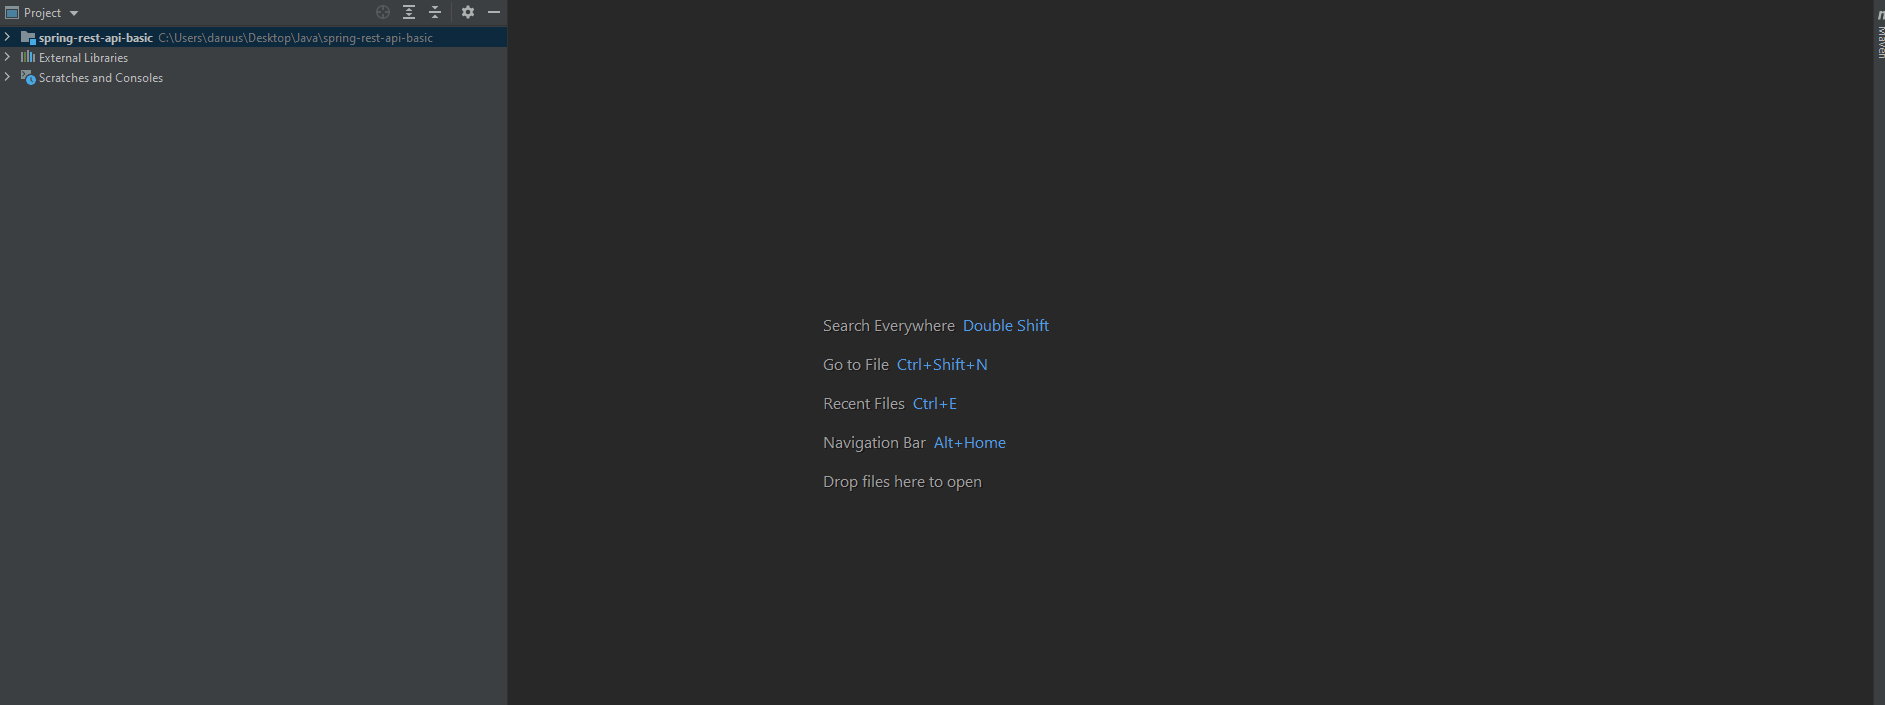 Project
spring-rest-api-basic C:\Users\daruus\Desktop\Java\spring-rest-api-basic
External Libraries
Scratches and Consoles
Search Everywhere Double Shift
Go to File Ctrl+Shift+N
Recent Files Ctrl+E
Navigation Bar Alt+Home
Drop files here to open
Maven